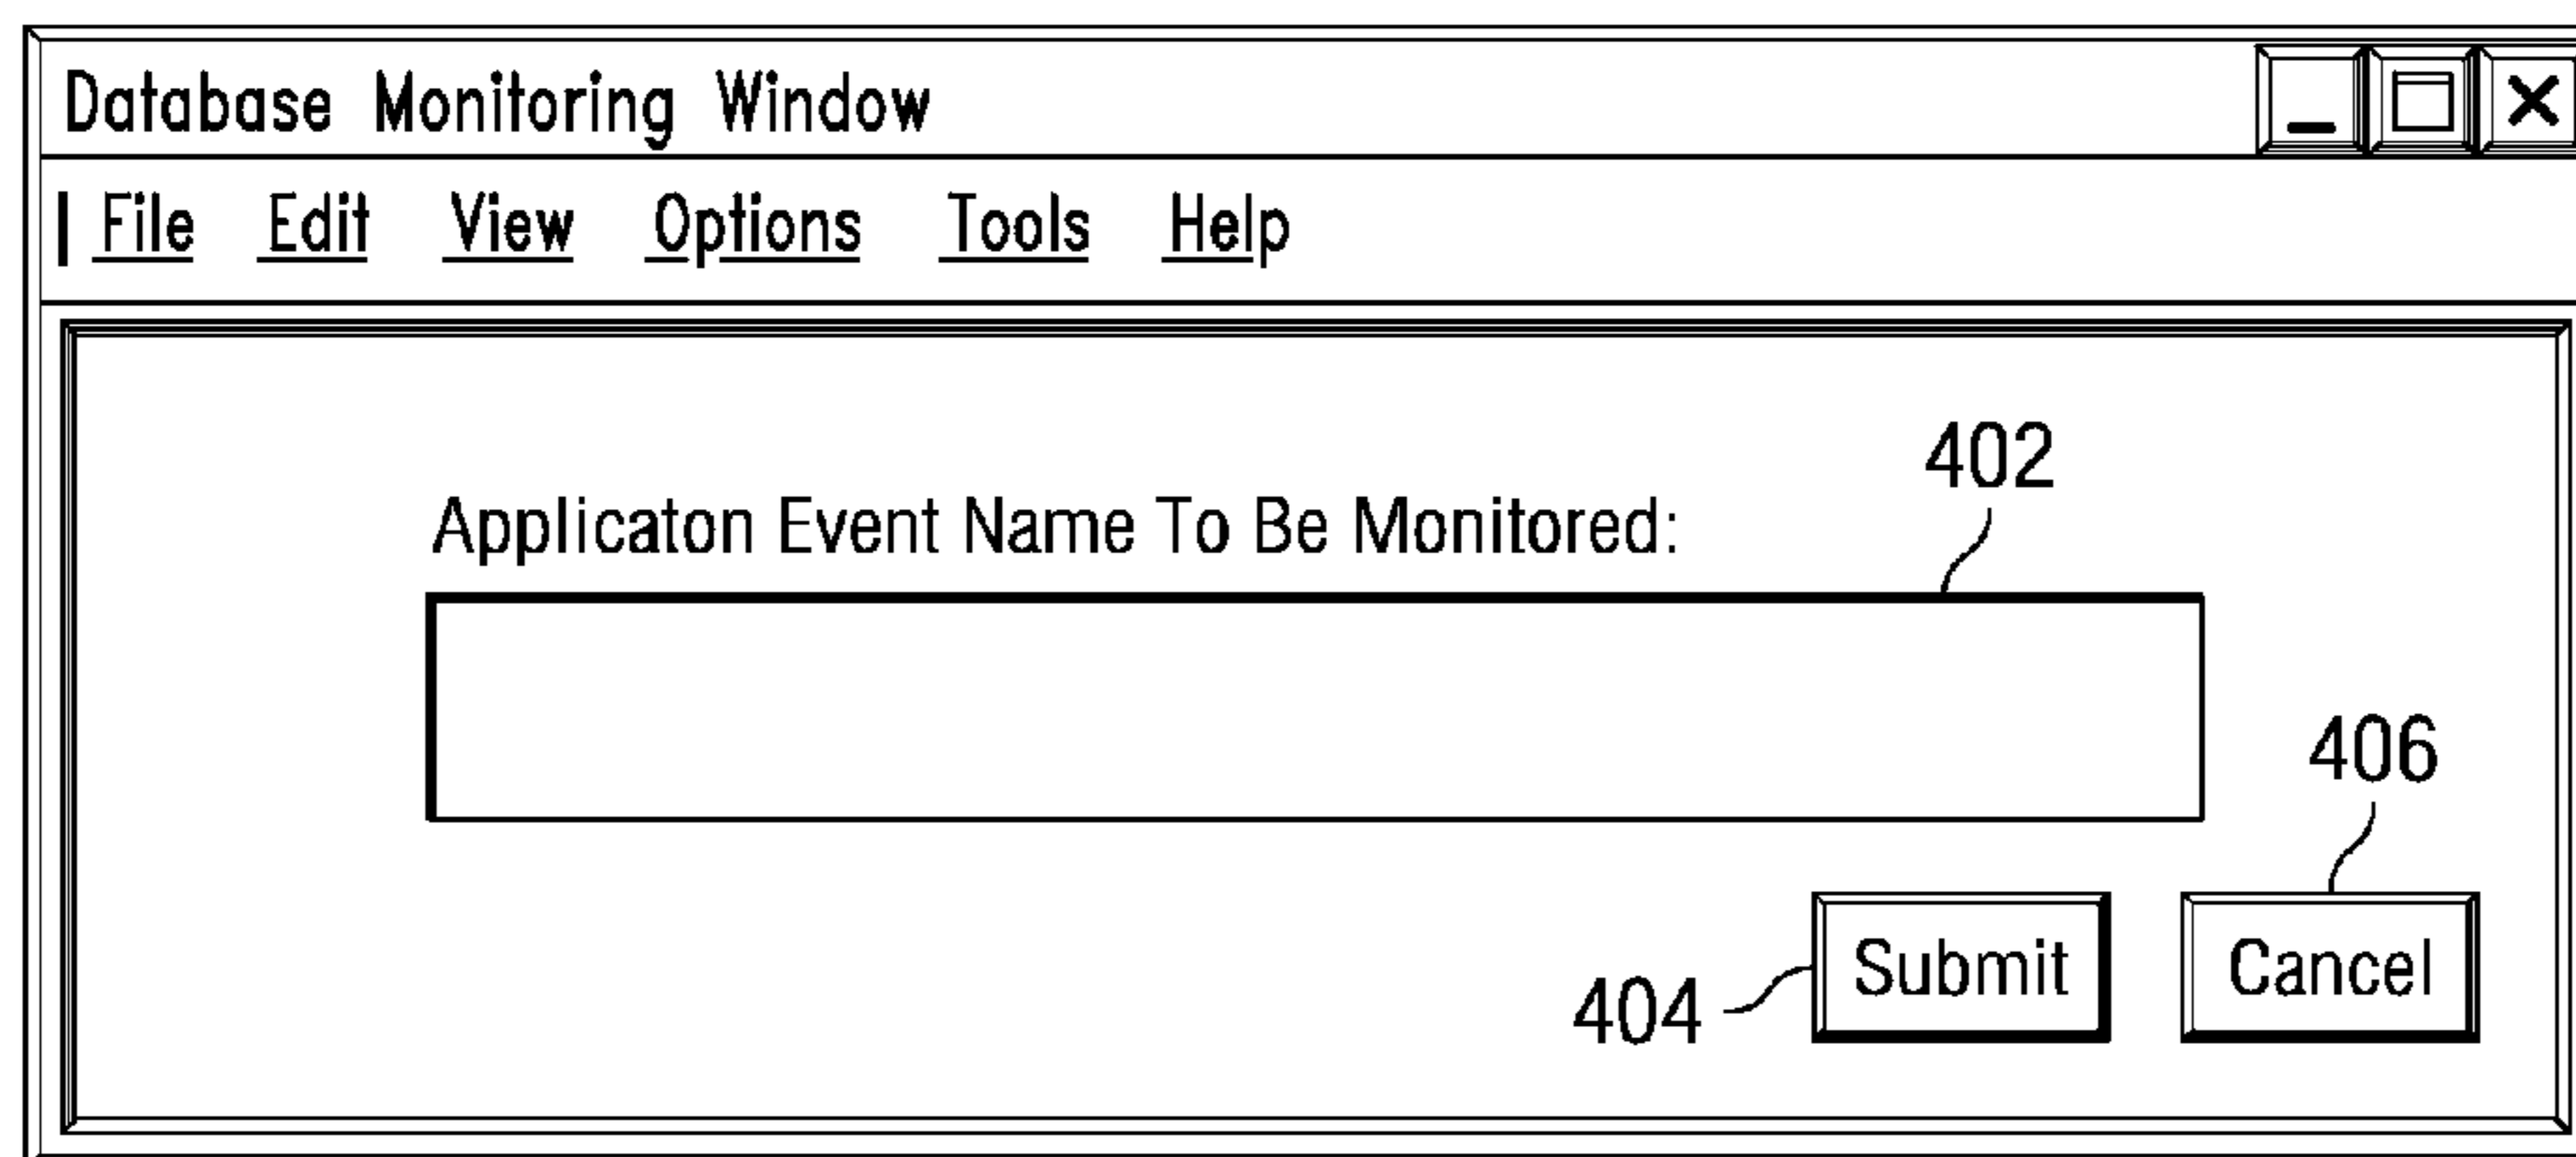 Database Monitoring Window
File Edit View Options Tools Help
402
Applicaton Event Name To Be Monitored:
406
404 Submit Cancel